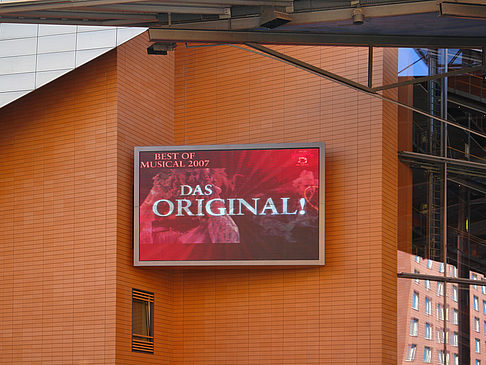 BEST OF
MUSICAL 2007
DAS
ORIGINAL!